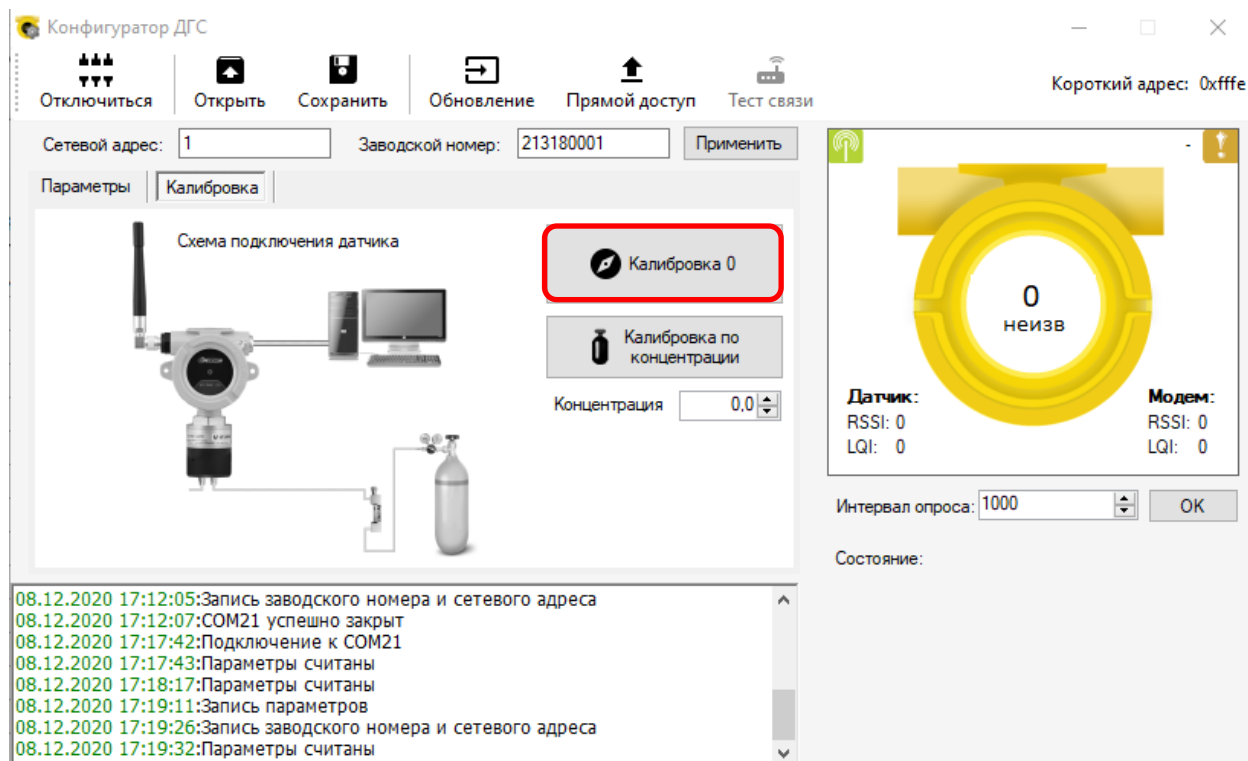 Конфигуратор ДГС
Отключиться
Открыть
Сохранить
Обновление
Прямой доступ
Тест связи
Короткий адрес: 0xfffe
Сетевой адрес: 1
Заводской номер: 213180001
Применить
Параметры
Калибровка
Схема подключения датчика
Калибровка 0
Калибровка по
концентрации
Концентрация 0,0
-
0
неизв
Датчик:
RSSI: 0
LQI: 0
Модем:
RSSI: 0
LQI: 0
Интервал опроса: 1000
OK
Состояние:
08.12.2020 17:12:05:Запись заводского номера и сетевого адреса
08.12.2020 17:12:07:COM21 успешно закрыт
08.12.2020 17:17:42:Подключение к COM21
08.12.2020 17:17:43:Параметры считаны
08.12.2020 17:18:17:Параметры считаны
08.12.2020 17:19:11:Запись параметров
08.12.2020 17:19:26:Запись заводского номера и сетевого адреса
08.12.2020 17:19:32:Параметры считаны